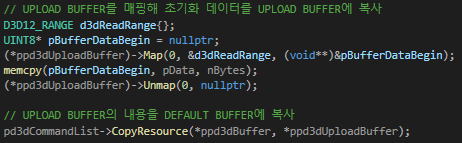 // UPLOAD BUFFER를 매핑해 초기화 데이터를 UPLOAD BUFFER에 복사
D3D12_RANGE d3dReadRange{};
UINT8* pBufferDataBegin = nullptr;
(*ppd3dUploadBuffer)->Map(0, &d3dReadRange, (void**)&pBufferDataBegin);
memcpy(pBufferDataBegin, pData, nBytes);
(*ppd3dUploadBuffer)->Unmap(0, nullptr);
// UPLOAD BUFFER의 내용을 DEFAULT BUFFER에 복사
pd3dCommandList->CopyResource(*ppd3dBuffer, *ppd3dUploadBuffer);